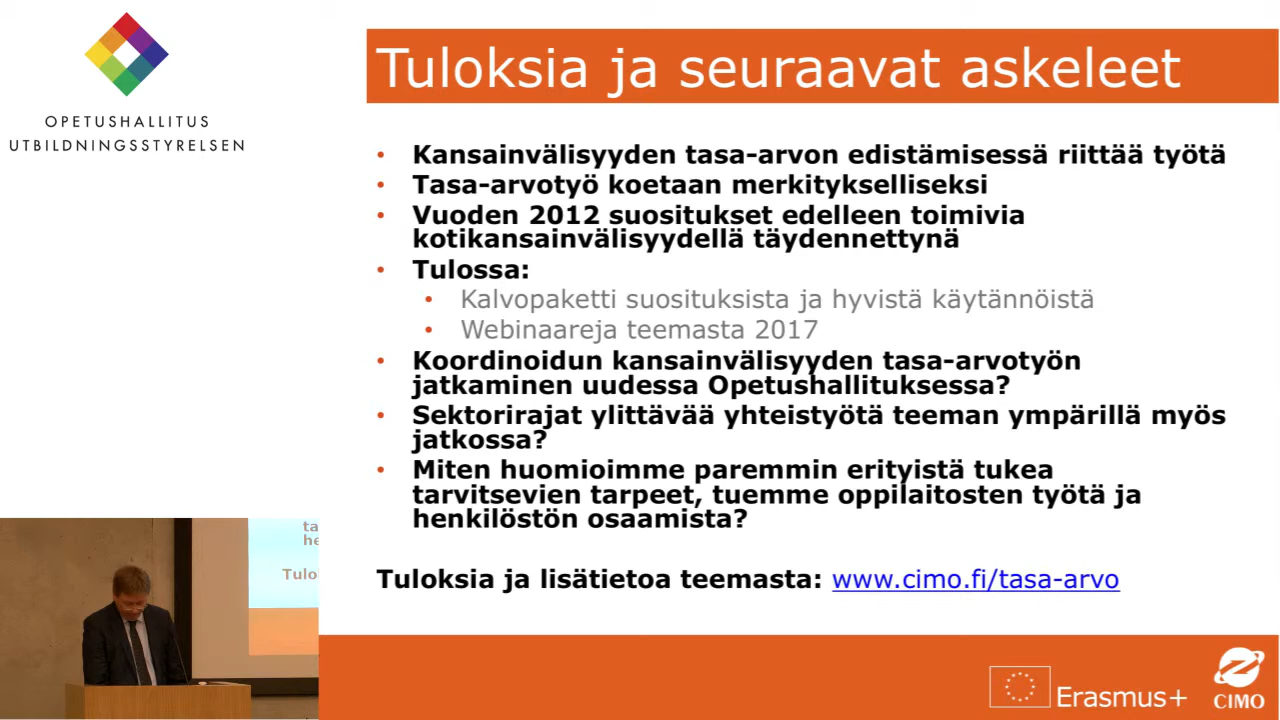 OPETUSHALLITUS
UTBILDNINGSSTYRELSEN
Tuloksia ja seuraavat askeleet
• Kansainvälisyyden tasa-arvon edistämisessä riittää työtä
• Tasa-arvotyö koetaan merkitykselliseksi
• Vuoden 2012 suositukset edelleen toimivia
kotikansainvälisyydellä täydennettynä
• Tulossa:
• Kalvopaketti suosituksista ja hyvistä käytännöistä
• Webinaareja teemasta 2017
• Koordinoidun kansainvälisyyden tasa-arvotyön
jatkaminen uudessa Opetushallituksessa?
• Sektorirajat ylittävää yhteistyötä teeman ympärillä myös
jatkossa?
• Miten huomioimme paremmin erityistä tukea
tarvitsevien tarpeet, tuemme oppilaitosten työtä ja
henkilöstön osaamista?
Tuloksia ja lisätietoa teemasta: www.cimo.fi/tasa-arvo
ta
he
Tulo
Erasmus+
CIMO